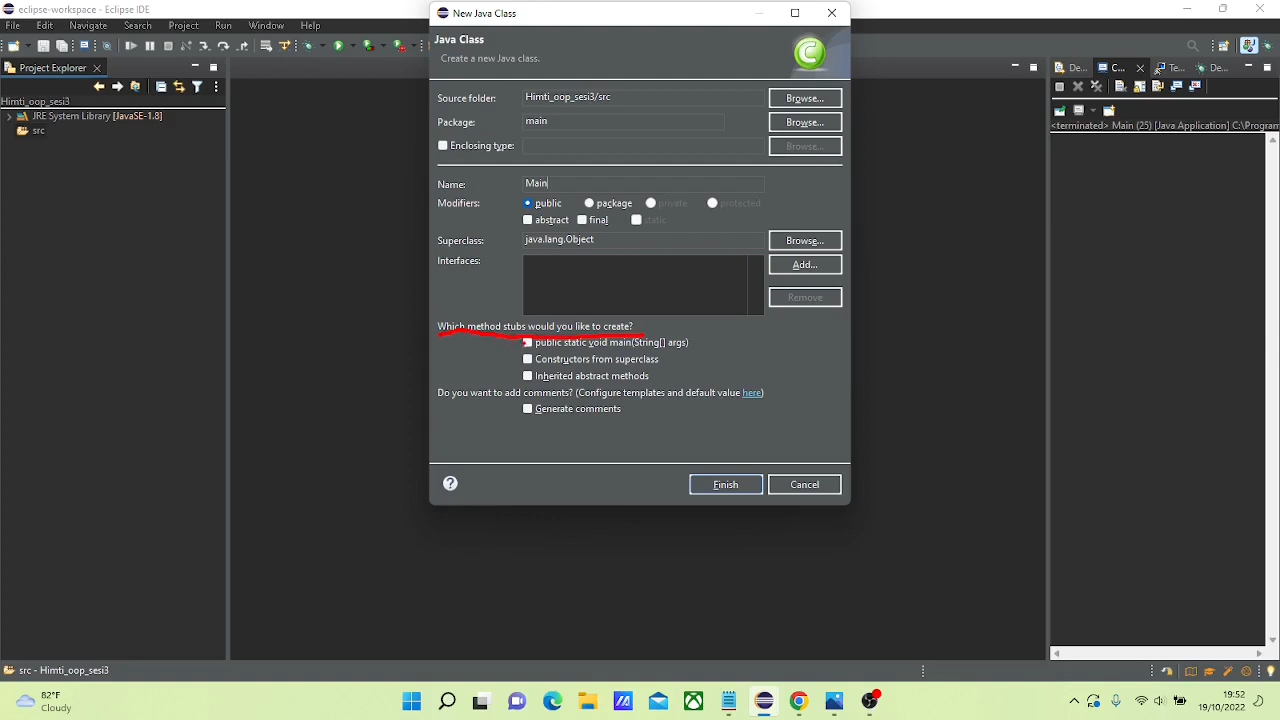 eclipse-workspace - Eclipse IDE
File Edit Navigate Search Project Run Window Help
Project Explorer
Himti_oop_sesi3
JRE System Library [JavaSE-1.8]
src
New Java Class
Java Class
Create a new Java class.
Source folder: Himti_oop_sesi3/src Browse...
Package: main Browse...
Enclosing type: Browse...
Name: Main
Modifiers: public package private protected
abstract final static
Superclass: java.lang.Object Browse...
Interfaces: Add...
Remove
Which method stubs would you like to create?
public static void main(String[] args)
Constructors from superclass
Inherited abstract methods
Do you want to add comments? (Configure templates and default value here)
Generate comments
Finish Cancel
De... C... Te... De...
<terminated> Main (25) [Java Application] C:\Program
src - Himti_oop_sesi3
82°F
Cloudy
19:52
19/10/2022